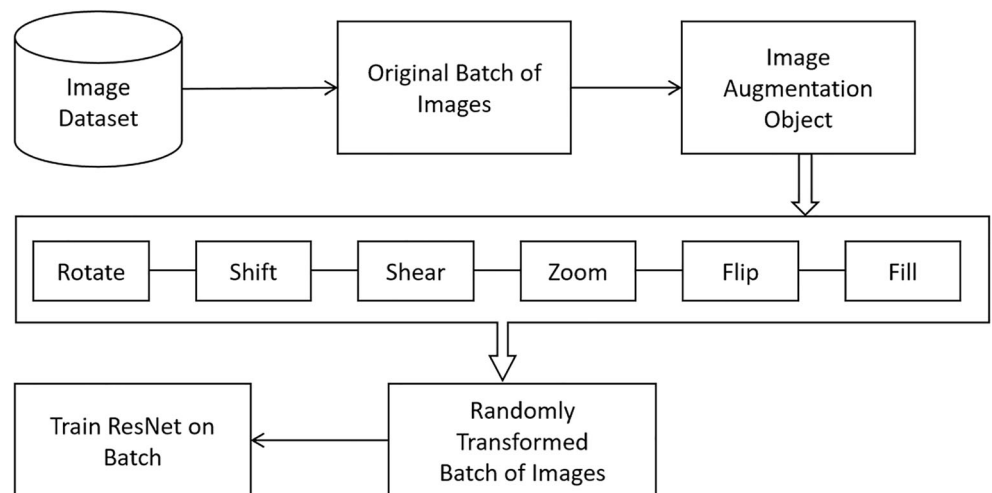 Image
Dataset
Original Batch of
Images
Image
Augmentation
Object
Rotate
Shift
Shear
Zoom
Flip
Fill
Train ResNet on
Batch
Randomly
Transformed
Batch of Images